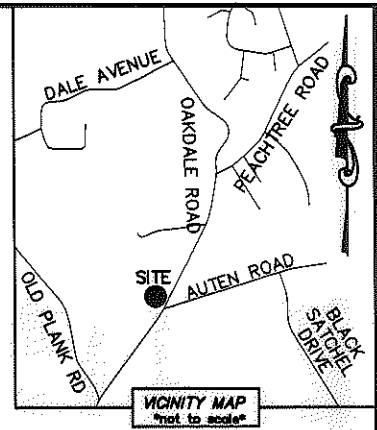 DALE AVENUE
OAKDALE ROAD
PEACHTREE ROAD
SITE
AUTEN ROAD
OLD PLANK RD
BLACK
SATCHEL
DRIVE
VICINITY MAP
*not to scale*